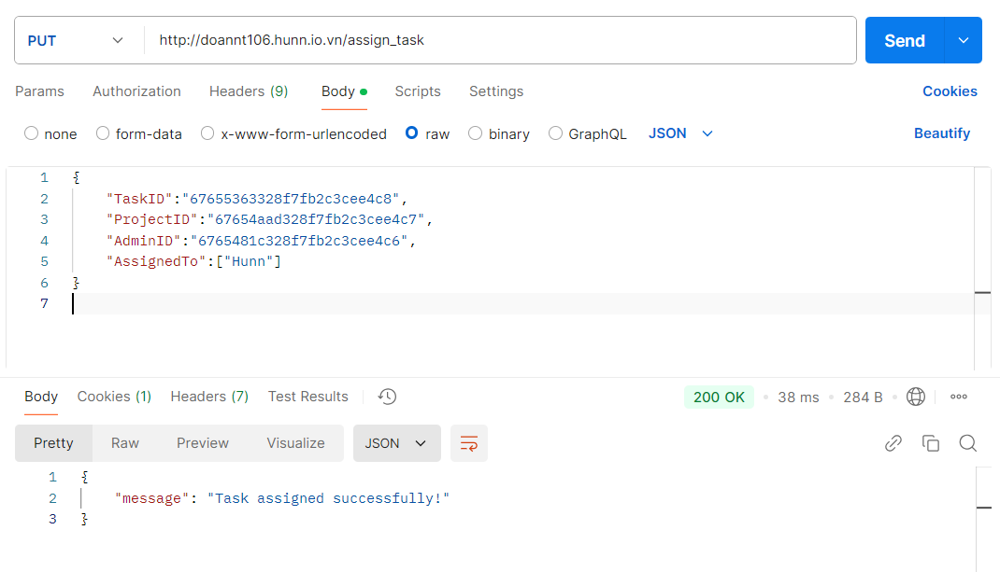 PUT http://doannt106.hunn.io.vn/assign_task Send
Params Authorization Headers (9) Body Scripts Settings Cookies
none form-data x-www-form-urlencoded raw binary GraphQL JSON Beautify
1 {
2 "TaskID":"67655363328f7fb2c3cee4c8",
3 "ProjectID":"67654aad328f7fb2c3cee4c7",
4 "AdminID":"6765481c328f7fb2c3cee4c6",
5 "AssignedTo":["Hunn"]
6 }
7
Body Cookies (1) Headers (7) Test Results 200 OK 38 ms 284 B
Pretty Raw Preview Visualize JSON
1 {
2 "message": "Task assigned successfully!"
3 }